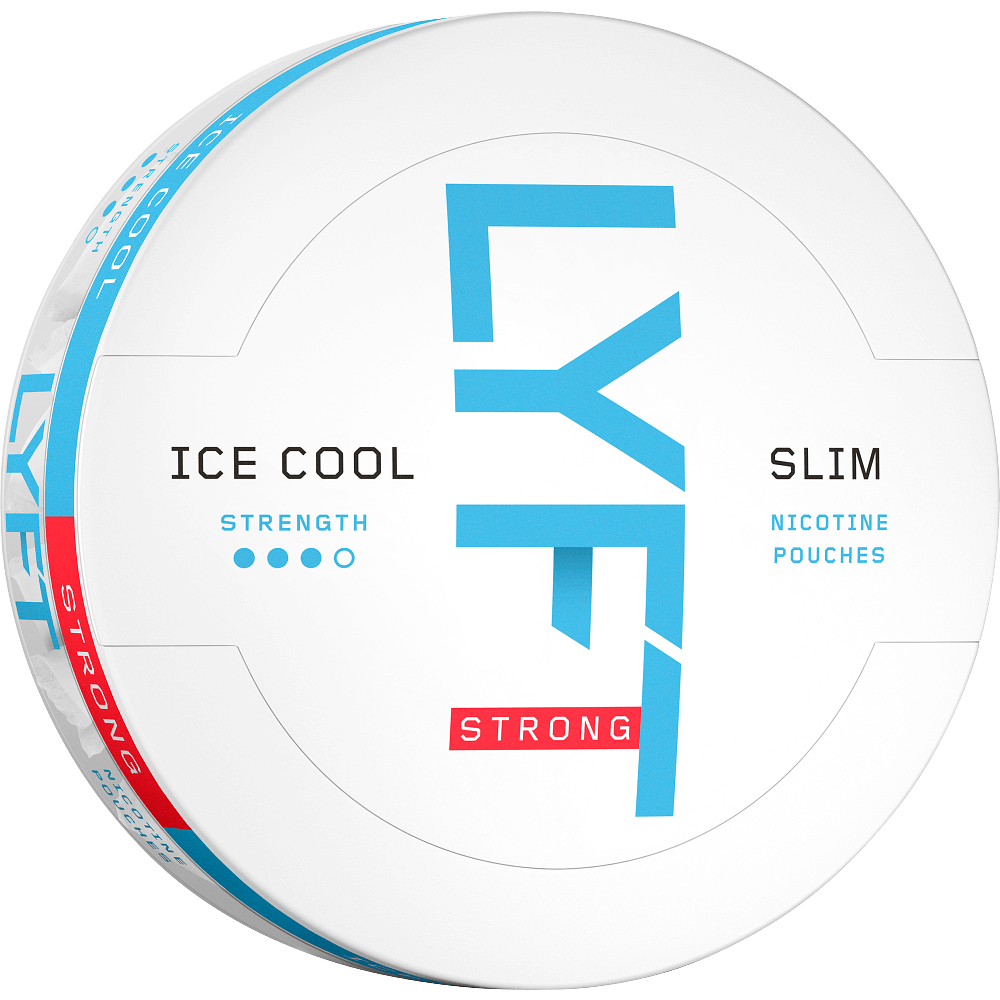 LYFT
ICE COOL
STRENGTH
SLIM
NICOTINE
POUCHES
STRONG
ICE COOL
STRENGTH
LYFT
STRONG
NICOTINE
POUCHES